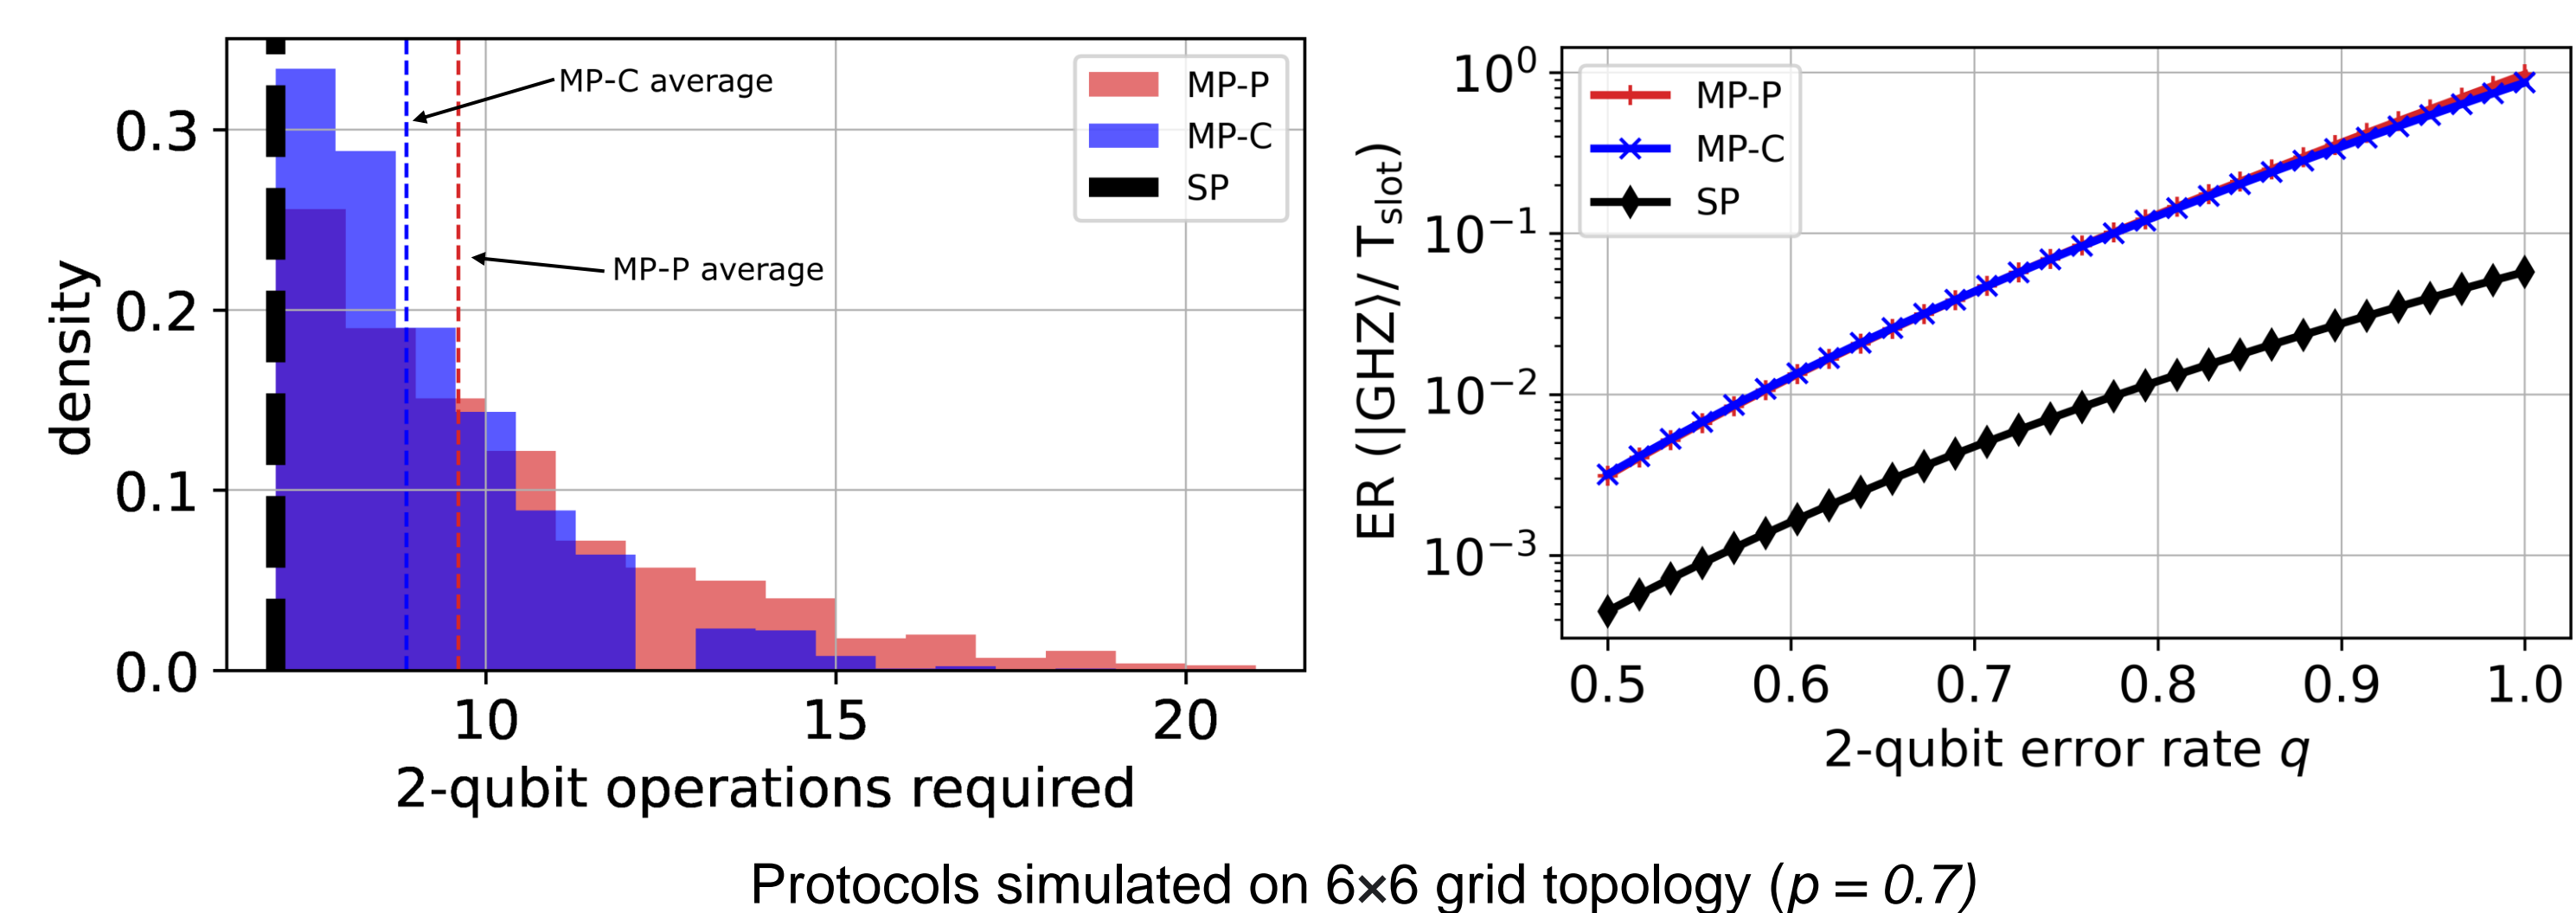 MP-C average
MP-P average
MP-P
MP-C
SP
0.3
0.2
0.1
0.0
density
10
15
20
2-qubit operations required
MP-P
MP-C
SP
10⁰
10⁻¹
10⁻²
10⁻³
ER (|GHZ⟩/ T_slot)
0.5
0.6
0.7
0.8
0.9
1.0
2-qubit error rate q
Protocols simulated on 6×6 grid topology (p = 0.7)